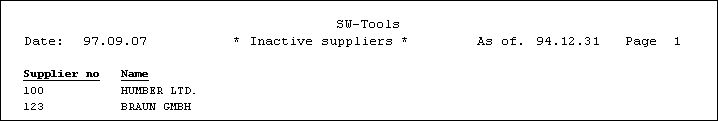 SW-Tools
Date: 97.09.07 * Inactive suppliers * As of. 94.12.31 Page 1
Supplier no Name
100 HUMBER LTD.
123 BRAUN GMBH